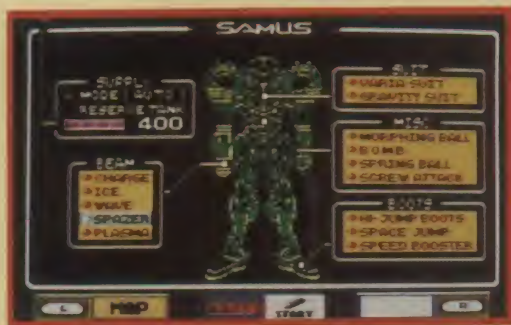 SAMUS
SUPPLY
MODE AUTO
RESERVE TANK
400
BEAM
CHARGE
ICE
WAVE
SPAZER
PLASMA
SUIT
VARIA SUIT
GRAVITY SUIT
MISC
MORPHING BALL
BOMB
SPRING BALL
SCREW ATTACK
BOOTS
HI-JUMP BOOTS
SPACE JUMP
SPEED BOOSTER
L
MAP
START
R